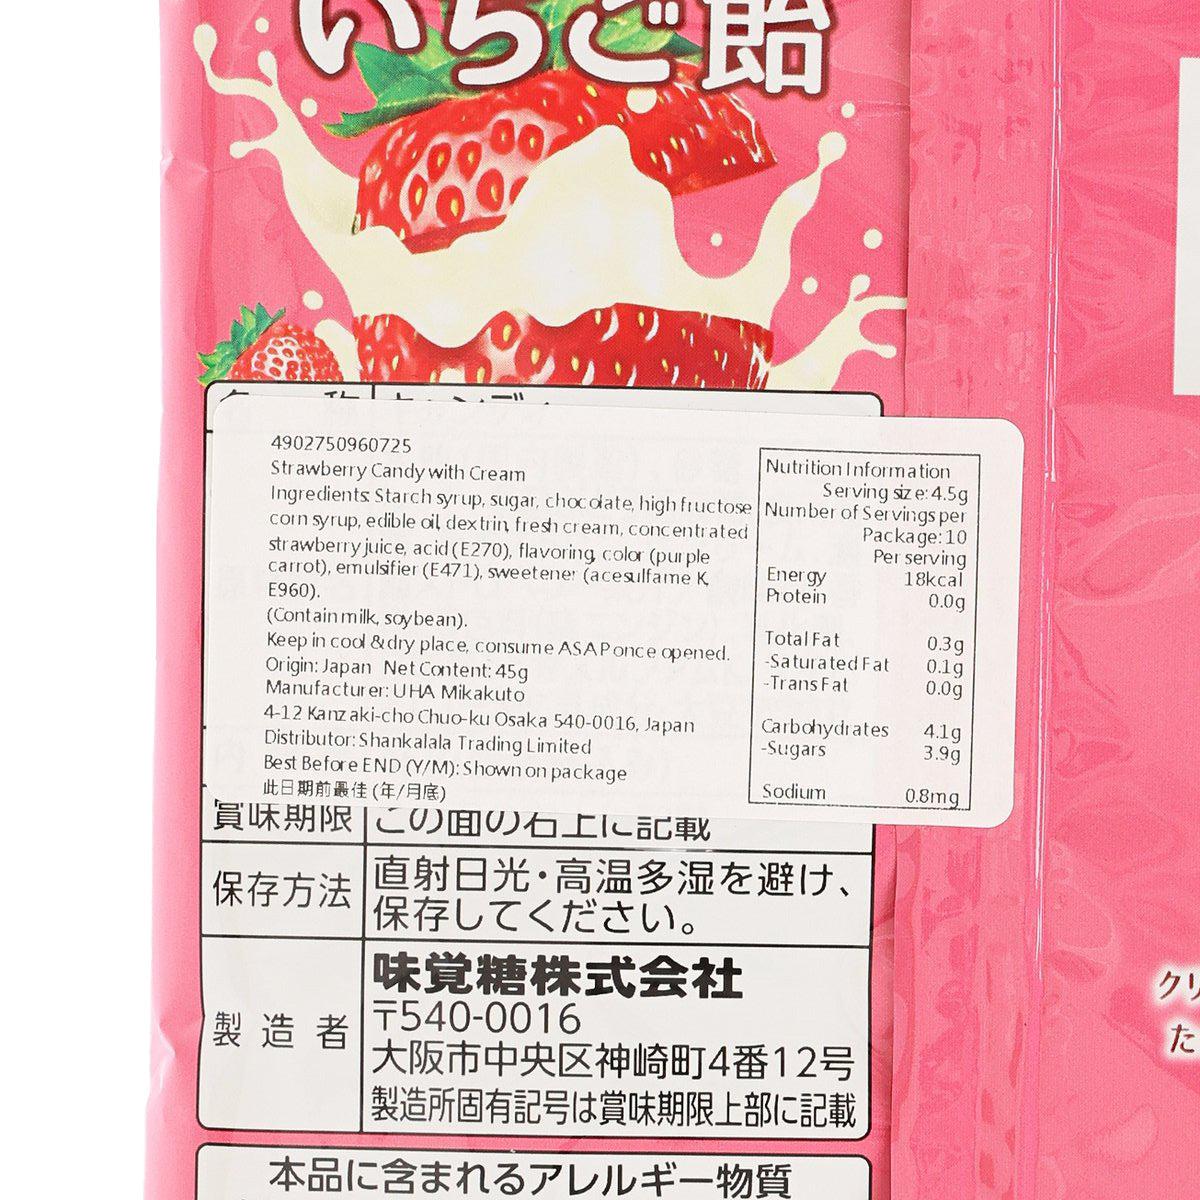 いちご飴
4902750960725
Strawberry Candy with Cream
Ingredients: Starch syrup, sugar, chocolate, high fructose
corn syrup, edible oil, dextrin, fresh cream, concentrated
strawberry juice, acid (E270), flavoring, color (purple
carrot), emulsifier (E471), sweetener (acesulfame K,
E960).
(Contain milk, soybean).
Keep in cool & dry place, consume ASAP once opened.
Origin: Japan Net Content: 45g
Manufacturer: UHA Mikakuto
4-12 Kanzaki-cho Chuo-ku Osaka 540-0016, Japan
Distributor: Shankalala Trading Limited
Best Before END (Y/M): Shown on package
此日期前最佳 (年/月底)
Nutrition Information
Serving size: 4.5g
Number of Servings per
Package: 10
Per serving
Energy 18kcal
Protein 0.0g
Total Fat 0.3g
-Saturated Fat 0.1g
-Trans Fat 0.0g
Carbohydrates 4.1g
-Sugars 3.9g
Sodium 0.8mg
賞味期限 この面の右上に記載
保存方法 直射日光・高温多湿を避け、
保存してください。
製造者 味覚糖株式会社
〒540-0016
大阪市中央区神崎町4番12号
製造所固有記号は賞味期限上部に記載
本品に含まれるアレルギー物質
クリ
た